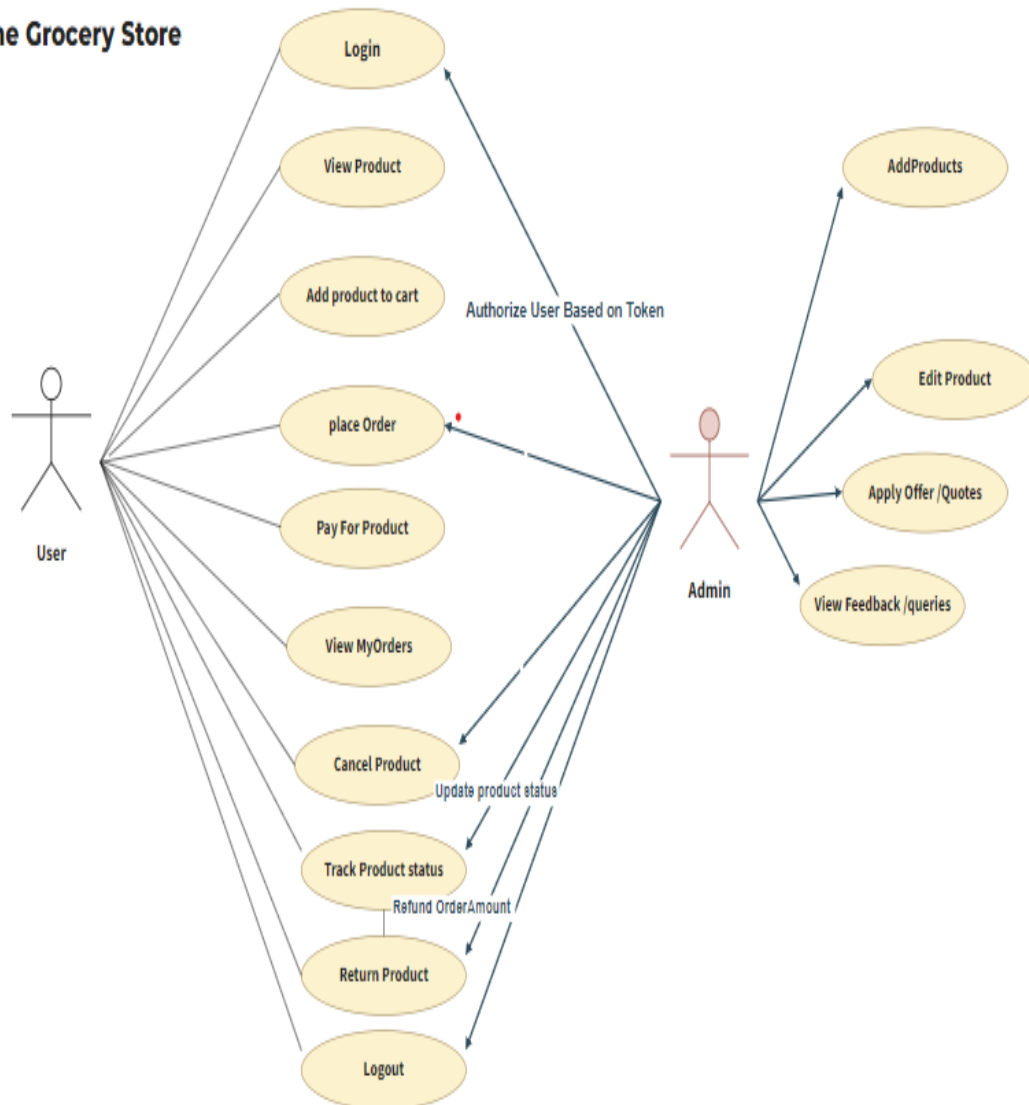 ne Grocery Store
Login
View Product
AddProducts
Add product to cart
Authorize User Based on Token
Edit Product
place Order
Apply Offer /Quotes
Pay For Product
User
Admin
View Feedback /queries
View MyOrders
Cancel Product
Update product status
Track Product status
Refund OrderAmount
Return Product
Logout